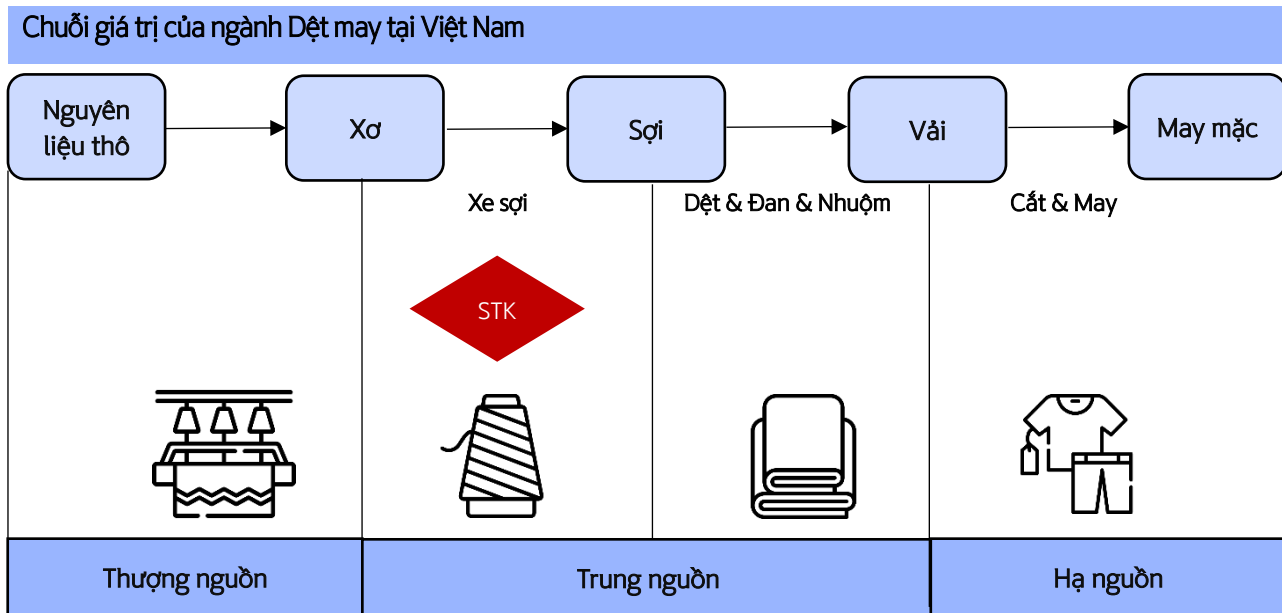 Chuỗi giá trị của ngành Dệt may tại Việt Nam
Nguyên
liệu thô
Xơ
Sợi
Vải
May mặc
Xe sợi
Dệt & Đan & Nhuộm
Cắt & May
STK
Thượng nguồn
Trung nguồn
Hạ nguồn